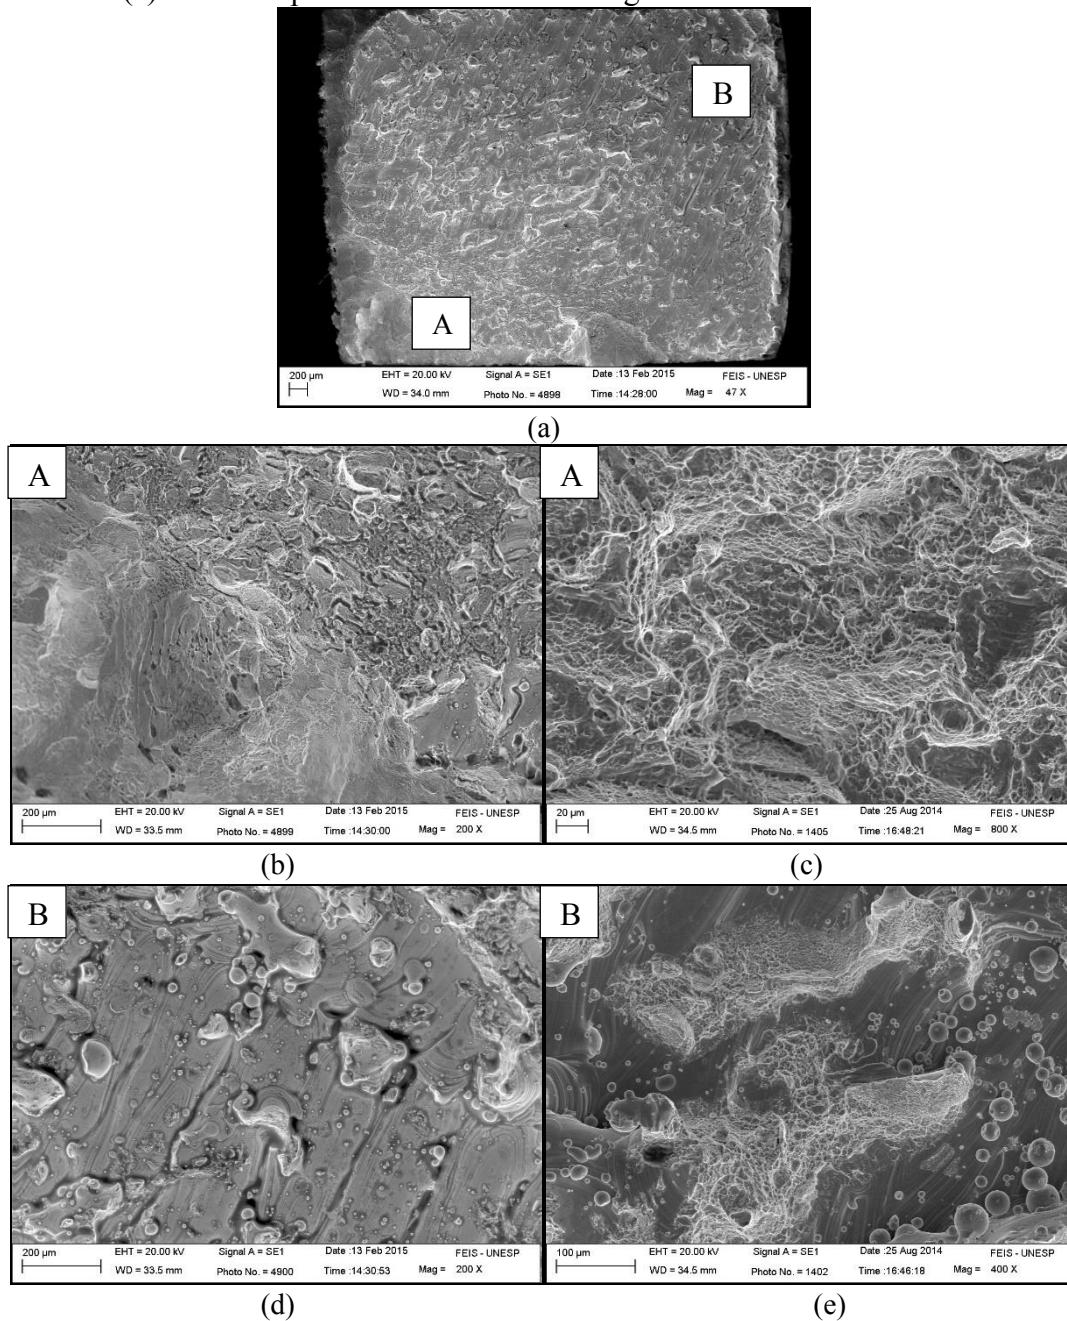 B
A
200 µm
EHT = 20.00 kV
Signal A = SE1
Date :13 Feb 2015
FEIS - UNESP
WD = 34.0 mm
Photo No. = 4898
Time :14:28:00
Mag = 47 X
(a)
A
200 µm
EHT = 20.00 kV
Signal A = SE1
Date :13 Feb 2015
FEIS - UNESP
WD = 33.5 mm
Photo No. = 4899
Time :14:30:00
Mag = 200 X
A
20 µm
EHT = 20.00 kV
Signal A = SE1
Date :25 Aug 2014
FEIS - UNESP
WD = 34.5 mm
Photo No. = 1405
Time :16:48:21
Mag = 800 X
(b)
(c)
B
200 µm
EHT = 20.00 kV
Signal A = SE1
Date :13 Feb 2015
FEIS - UNESP
WD = 33.5 mm
Photo No. = 4900
Time :14:30:53
Mag = 200 X
B
100 µm
EHT = 20.00 kV
Signal A = SE1
Date :25 Aug 2014
FEIS - UNESP
WD = 34.5 mm
Photo No. = 1402
Time :16:46:18
Mag = 400 X
(d)
(e)